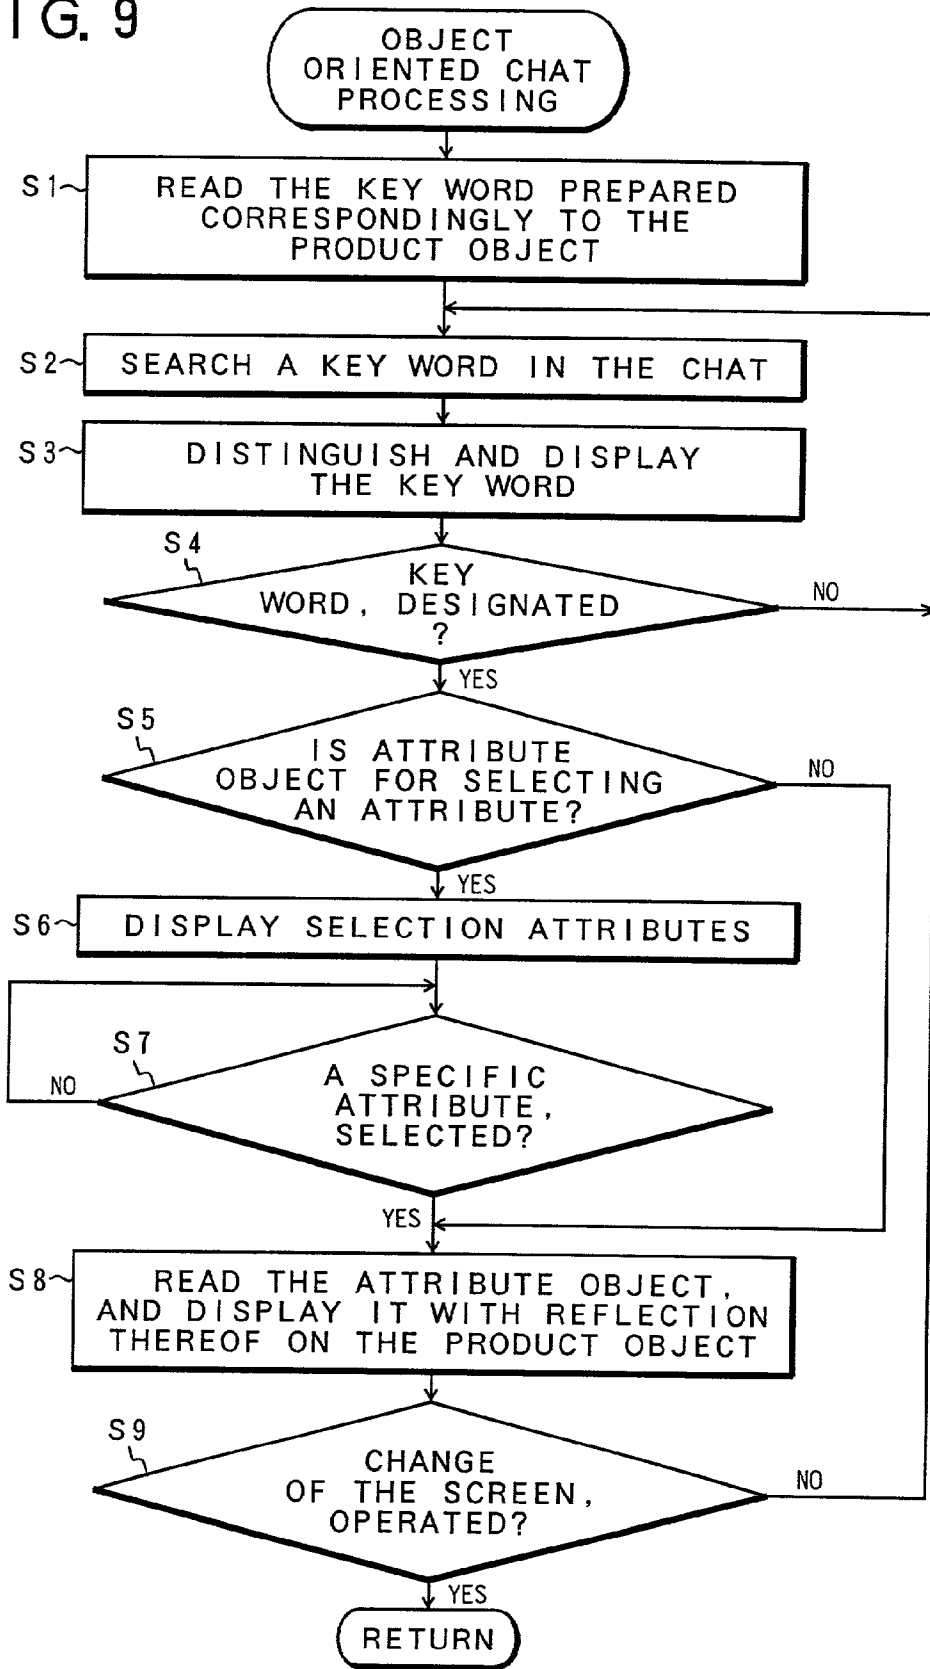 IG. 9
OBJECT
ORIENTED CHAT
PROCESSING
S1
READ THE KEY WORD PREPARED
CORRESPONDINGLY TO THE
PRODUCT OBJECT
S2
SEARCH A KEY WORD IN THE CHAT
S3
DISTINGUISH AND DISPLAY
THE KEY WORD
S4
KEY
WORD, DESIGNATED
?
NO
YES
S5
IS ATTRIBUTE
OBJECT FOR SELECTING
AN ATTRIBUTE?
NO
YES
S6
DISPLAY SELECTION ATTRIBUTES
S7
A SPECIFIC
ATTRIBUTE,
SELECTED?
NO
YES
S8
READ THE ATTRIBUTE OBJECT,
AND DISPLAY IT WITH REFLECTION
THEREOF ON THE PRODUCT OBJECT
S9
CHANGE
OF THE SCREEN,
OPERATED?
NO
YES
RETURN